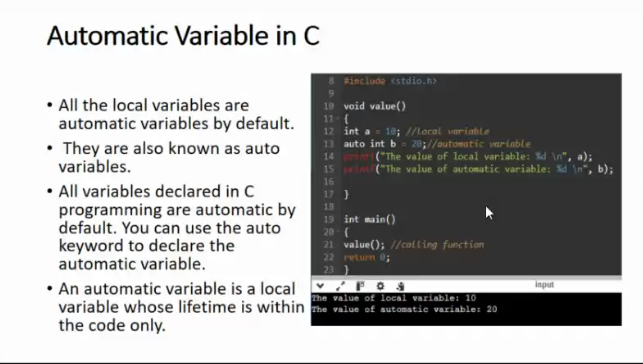 Automatic Variable in C
• All the local variables are
automatic variables by default.
• They are also known as auto
variables.
• All variables declared in C
programming are automatic by
default. You can use the auto
keyword to declare the
automatic variable.
• An automatic variable is a local
variable whose lifetime is within
the code only.
8 #include <stdio.h>
9
10 void value()
11 {
12 int a = 10; //local variable
13 auto int b = 20;//automatic variable
14 printf("The value of local variable: %d \n", a);
15 printf("The value of automatic variable: %d \n", b);
16
17 }
18
19 int main()
20 {
21 value(); //calling function
22 return 0;
23 }
input
The value of local variable: 10
The value of automatic variable: 20